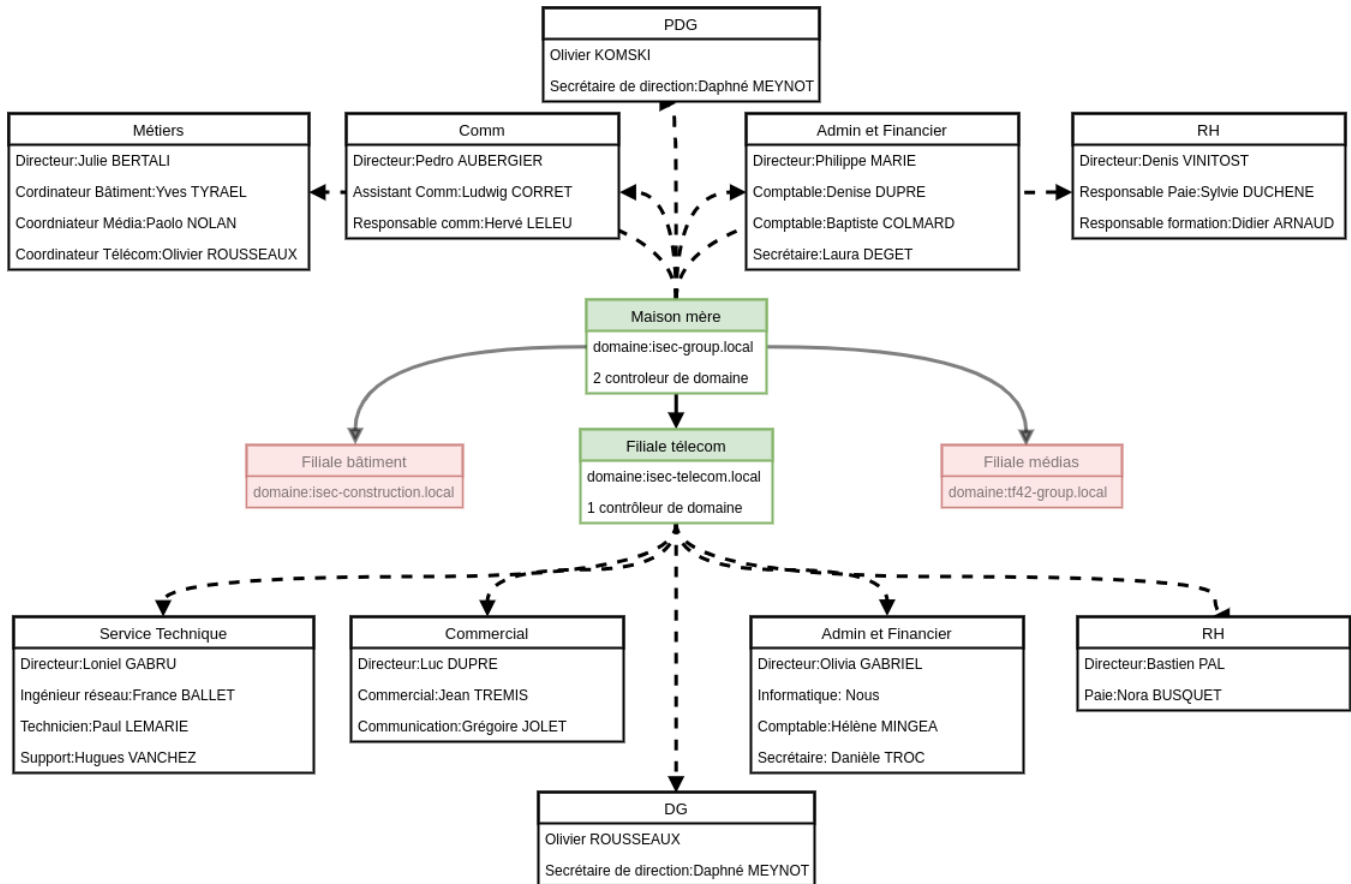 PDG
Olivier KOMSKI
Secrétaire de direction:Daphné MEYNOT
Métiers
Directeur:Julie BERTALI
Cordinateur Bâtiment:Yves TYRAEL
Coordniateur Média:Paolo NOLAN
Coordinateur Télécom:Olivier ROUSSEAUX
Comm
Directeur:Pedro AUBERGIER
Assistant Comm:Ludwig CORRET
Responsable comm:Hervé LELEU
Admin et Financier
Directeur:Philippe MARIE
Comptable:Denise DUPRE
Comptable:Baptiste COLMARD
Secrétaire:Laura DEGET
RH
Directeur:Denis VINITOST
Responsable Paie:Sylvie DUCHENE
Responsable formation:Didier ARNAUD
Maison mère
domaine:isec-group.local
2 controleur de domaine
Filiale bâtiment
domaine:isec-construction.local
Filiale télecom
domaine:isec-telecom.local
1 contrôleur de domaine
Filiale médias
domaine:tf42-group.local
Service Technique
Directeur:Loniel GABRU
Ingénieur réseau:France BALLET
Technicien:Paul LEMARIE
Support:Hugues VANCHEZ
Commercial
Directeur:Luc DUPRE
Commercial:Jean TREMIS
Communication:Grégoire JOLET
Admin et Financier
Directeur:Olivia GABRIEL
Informatique: Nous
Comptable:Hélène MINGEA
Secrétaire: Danièle TROC
RH
Directeur:Bastien PAL
Paie:Nora BUSQUET
DG
Olivier ROUSSEAUX
Secrétaire de direction:Daphné MEYNOT